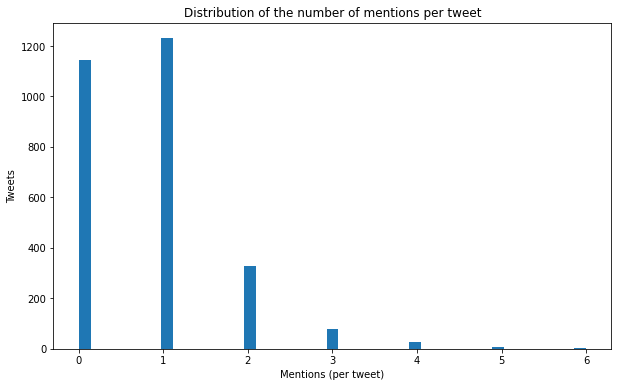 Distribution of the number of mentions per tweet
1200
1000
800
600
400
200
0
Tweets
0 1 2 3 4 5 6
Mentions (per tweet)